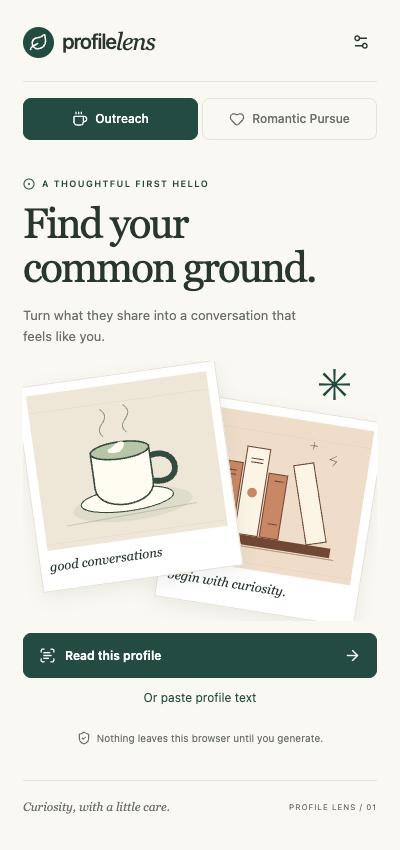 profilelens
Outreach
Romantic Pursue
A THOUGHTFUL FIRST HELLO
Find your
common ground.
Turn what they share into a conversation that
feels like you.
good conversations
begin with curiosity.
Read this profile
Or paste profile text
Nothing leaves this browser until you generate.
Curiosity, with a little care.
PROFILE LENS / 01